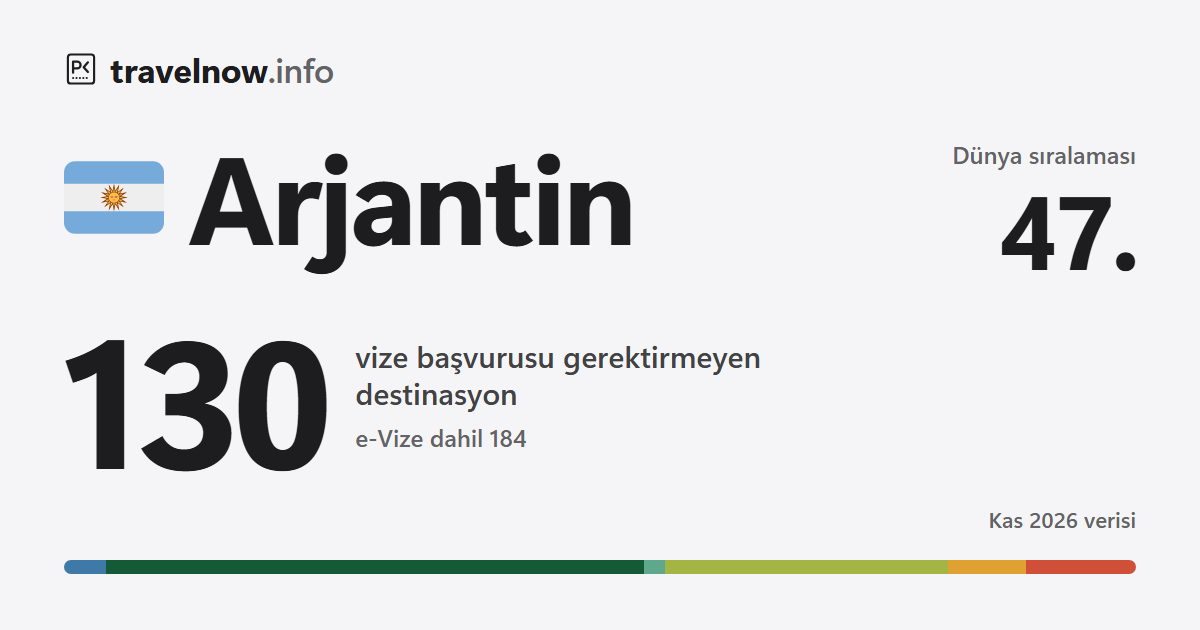 travelnow.info
Arjantin
Dünya sıralaması
47.
130
vize başvurusu gerektirmeyen
destinasyon
e-Vize dahil 184
Kas 2026 verisi